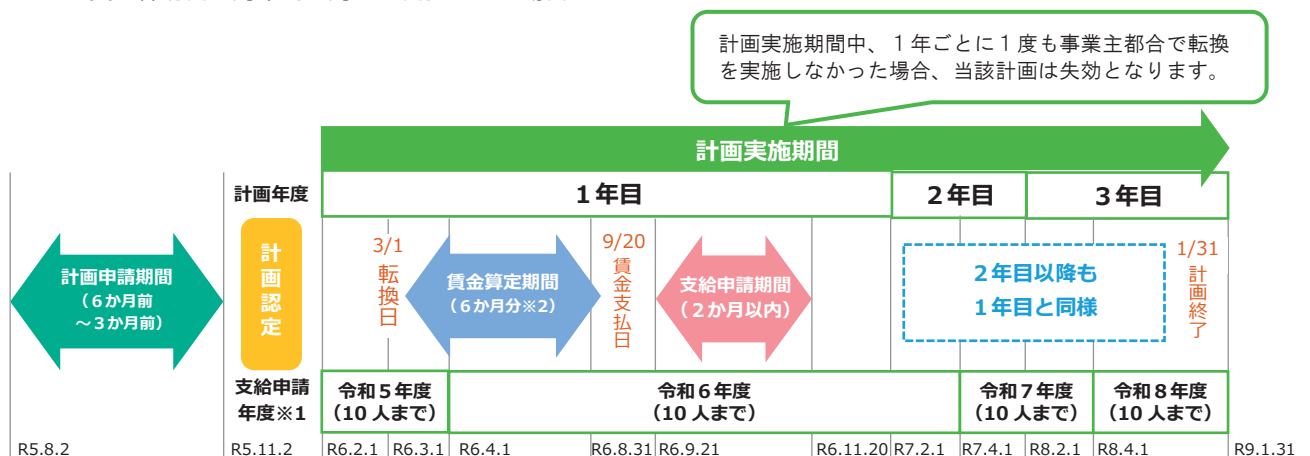 計画実施期間中、１年ごとに１度も事業主都合で転換
を実施しなかった場合、当該計画は失効となります。
計画実施期間
計画年度
１年目
２年目
３年目
計画申請期間
（６か月前
～３か月前）
計画認定
3/1
転換日
賃金算定期間
（６か月分※2）
9/20
賃金支払日
支給申請期間
（２か月以内）
２年目以降も
１年目と同様
1/31
計画終了
支給申請
年度※1
令和５年度
（10 人まで）
令和６年度
（10 人まで）
令和７年度
（10 人まで）
令和８年度
（10 人まで）
R5.8.2
R5.11.2
R6.2.1
R6.3.1
R6.4.1
R6.8.31
R6.9.21
R6.11.20
R7.2.1
R7.4.1
R8.2.1
R8.4.1
R9.1.31